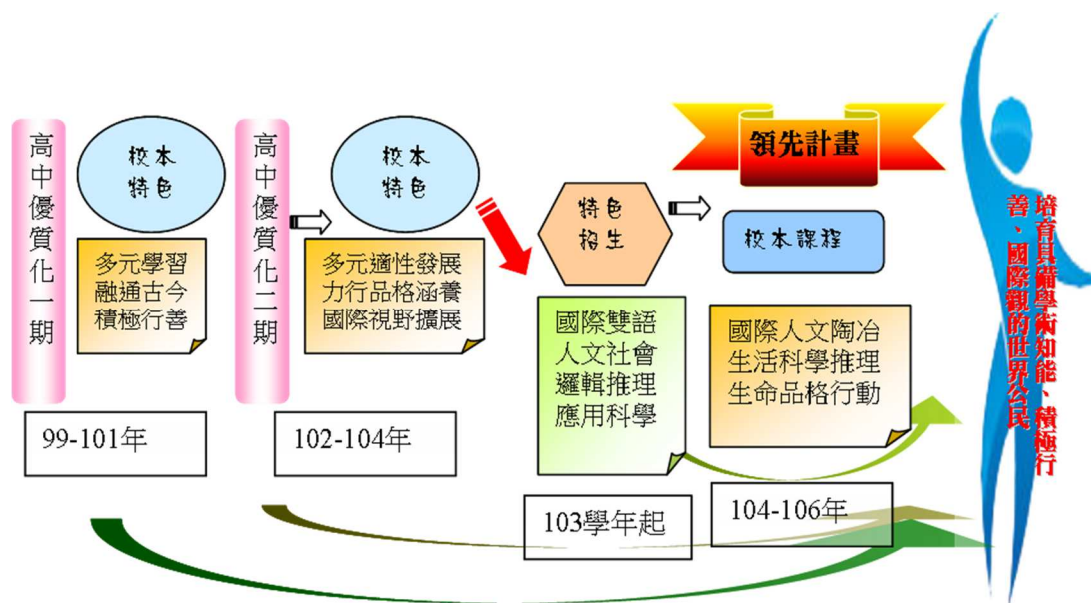 高中優質化一期
校本
特色
多元學習
融通古今
積極行善
99-101年
高中優質化二期
校本
特色
多元適性發展
力行品格涵養
國際視野擴展
102-104年
特色
招生
國際雙語
人文社會
邏輯推理
應用科學
103學年起
領先計畫
校本課程
國際人文陶冶
生活科學推理
生命品格行動
104-106年
培育具備學術知能、積極行
善、國際觀的世界公民